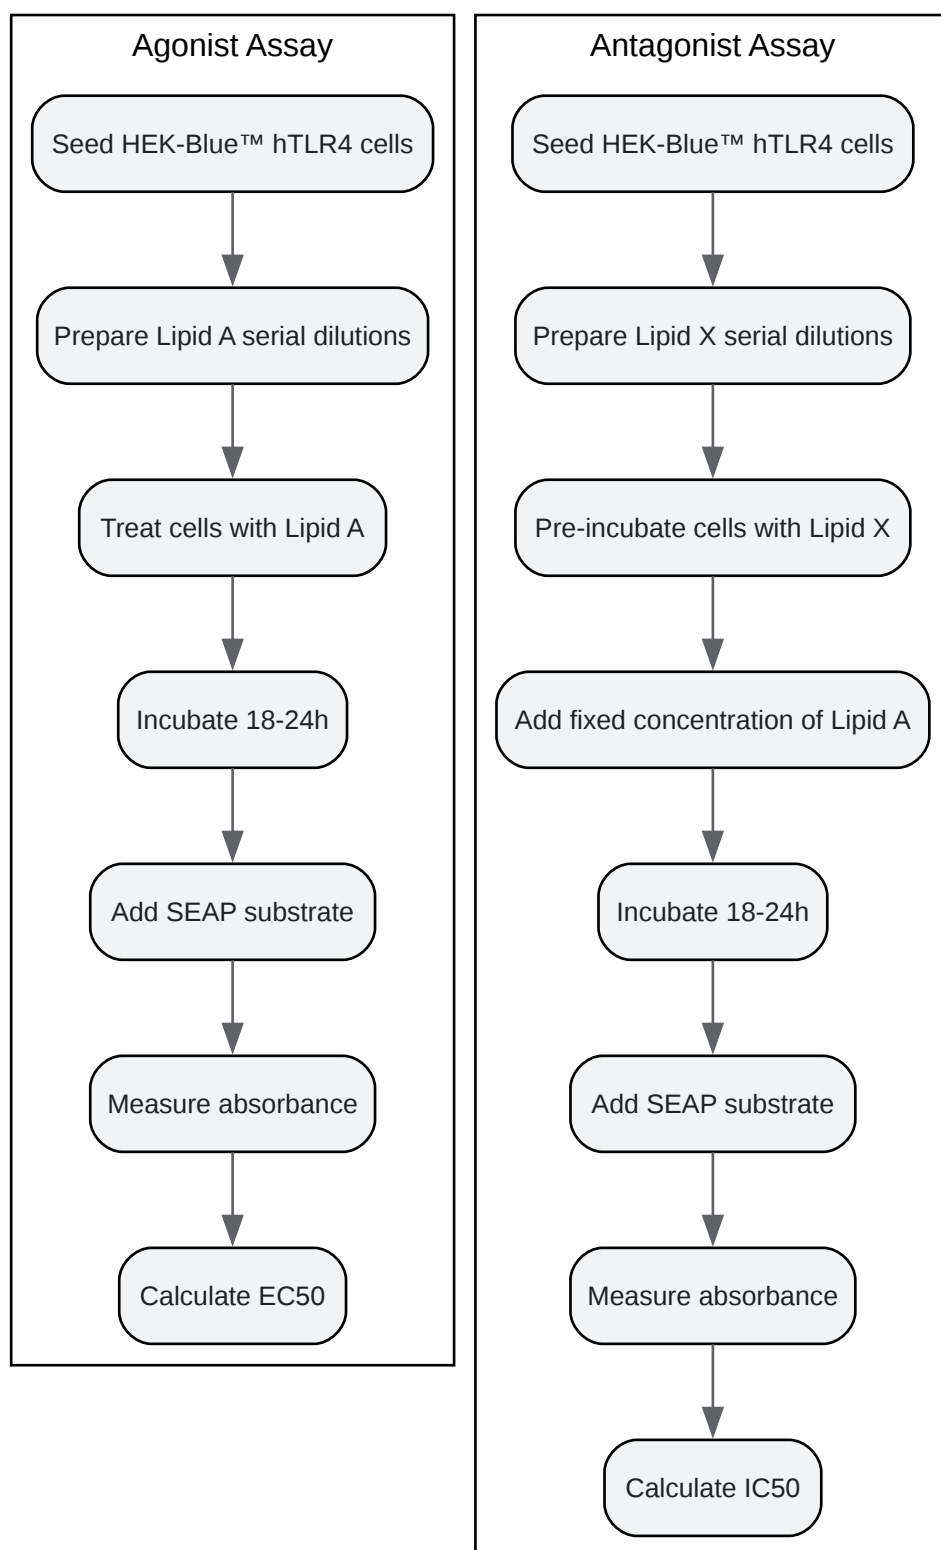 Agonist Assay
Seed HEK-Blue™ hTLR4 cells
Prepare Lipid A serial dilutions
Treat cells with Lipid A
Incubate 18-24h
Add SEAP substrate
Measure absorbance
Calculate EC50
Antagonist Assay
Seed HEK-Blue™ hTLR4 cells
Prepare Lipid X serial dilutions
Pre-incubate cells with Lipid X
Add fixed concentration of Lipid A
Incubate 18-24h
Add SEAP substrate
Measure absorbance
Calculate IC50